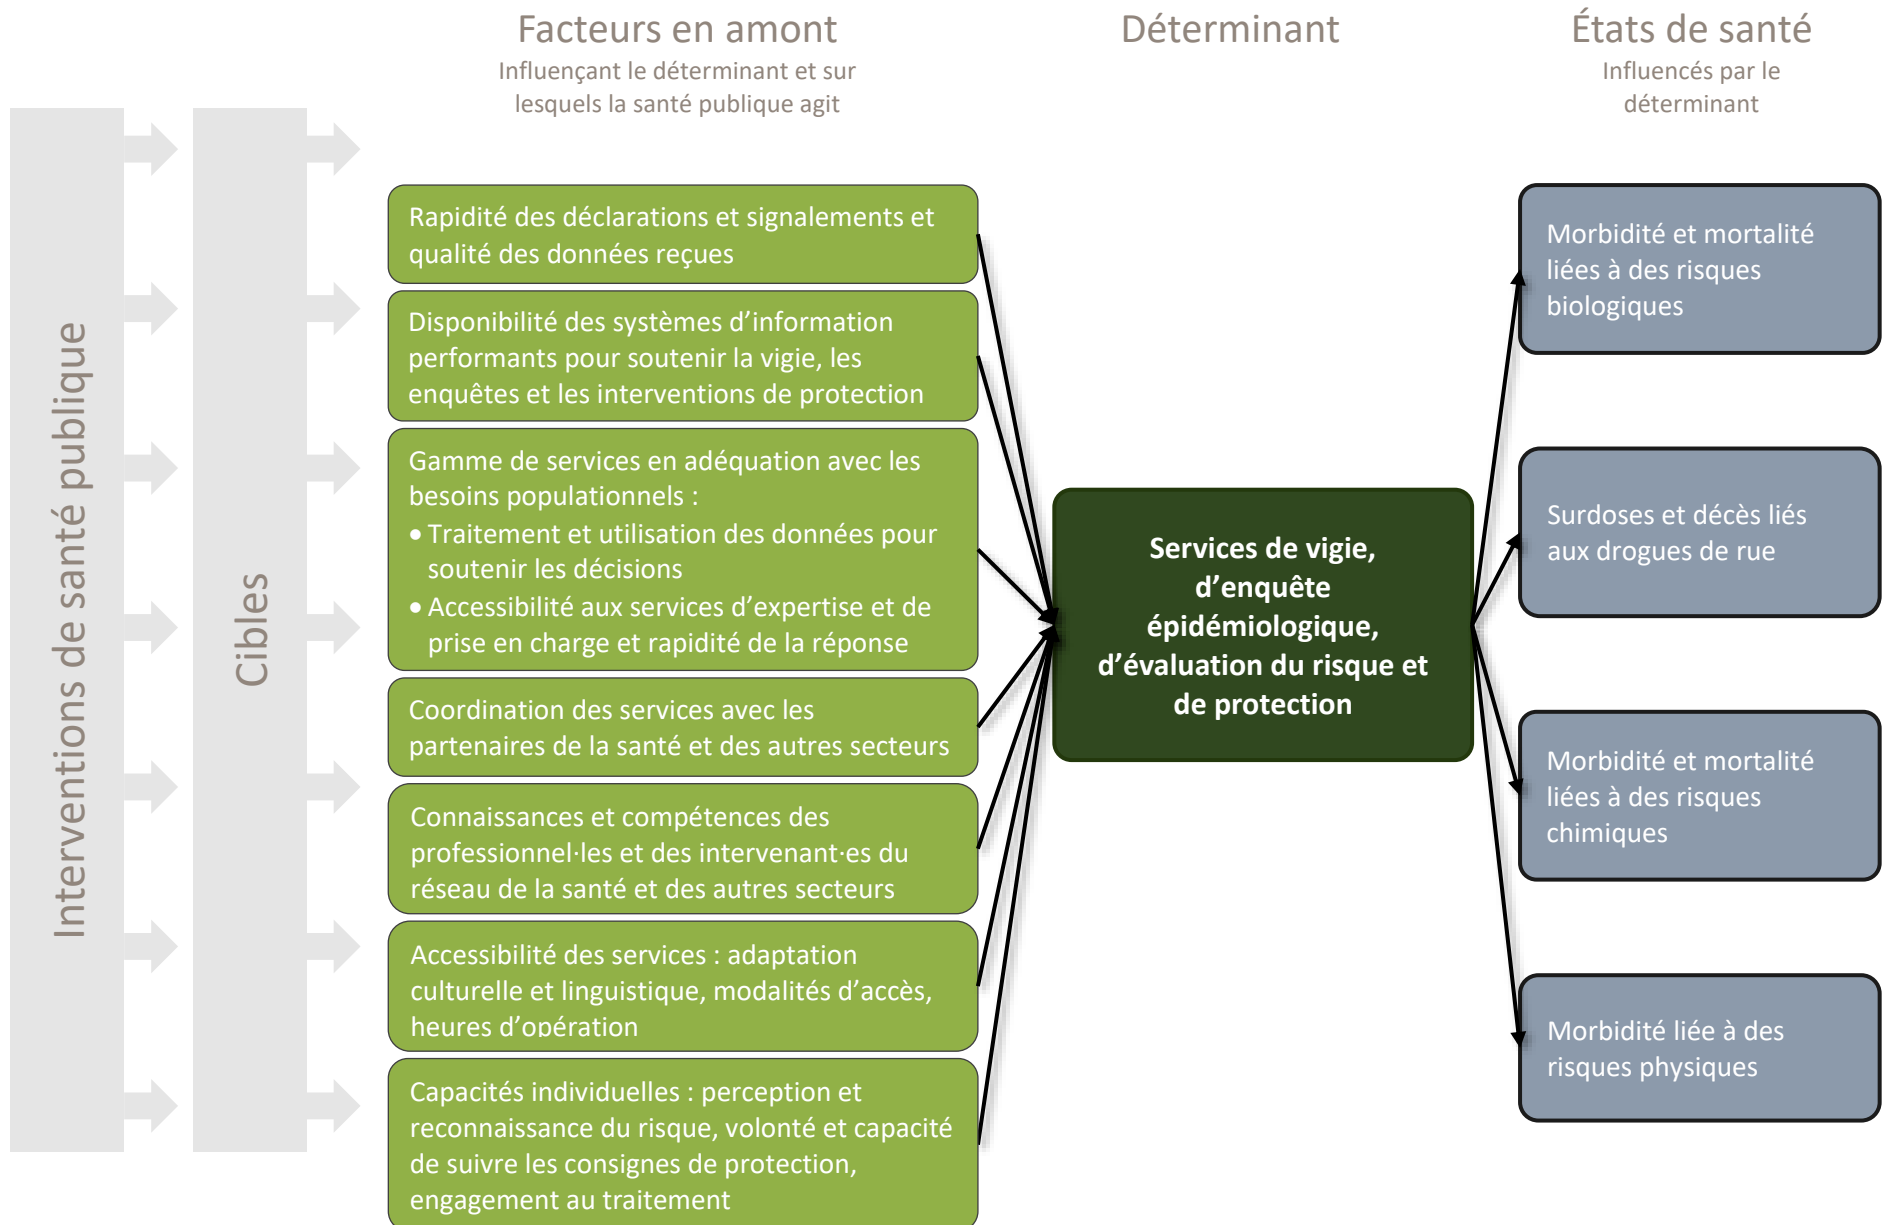 Facteurs en amont
Influençant le déterminant et sur
lesquels la santé publique agit
Déterminant
États de santé
Influencés par le
déterminant
Interventions de santé publique
Cibles
Rapidité des déclarations et signalements et
qualité des données reçues
Disponibilité des systèmes d’information
performants pour soutenir la vigie, les
enquêtes et les interventions de protection
Gamme de services en adéquation avec les
besoins populationnels :
• Traitement et utilisation des données pour
soutenir les décisions
• Accessibilité aux services d’expertise et de
prise en charge et rapidité de la réponse
Coordination des services avec les
partenaires de la santé et des autres secteurs
Connaissances et compétences des
professionnel·les et des intervenant·es du
réseau de la santé et des autres secteurs
Accessibilité des services : adaptation
culturelle et linguistique, modalités d’accès,
heures d’opération
Capacités individuelles : perception et
reconnaissance du risque, volonté et capacité
de suivre les consignes de protection,
engagement au traitement
Services de vigie,
d’enquête
épidémiologique,
d’évaluation du risque et
de protection
Morbidité et mortalité
liées à des risques
biologiques
Surdoses et décès liés
aux drogues de rue
Morbidité et mortalité
liées à des risques
chimiques
Morbidité liée à des
risques physiques